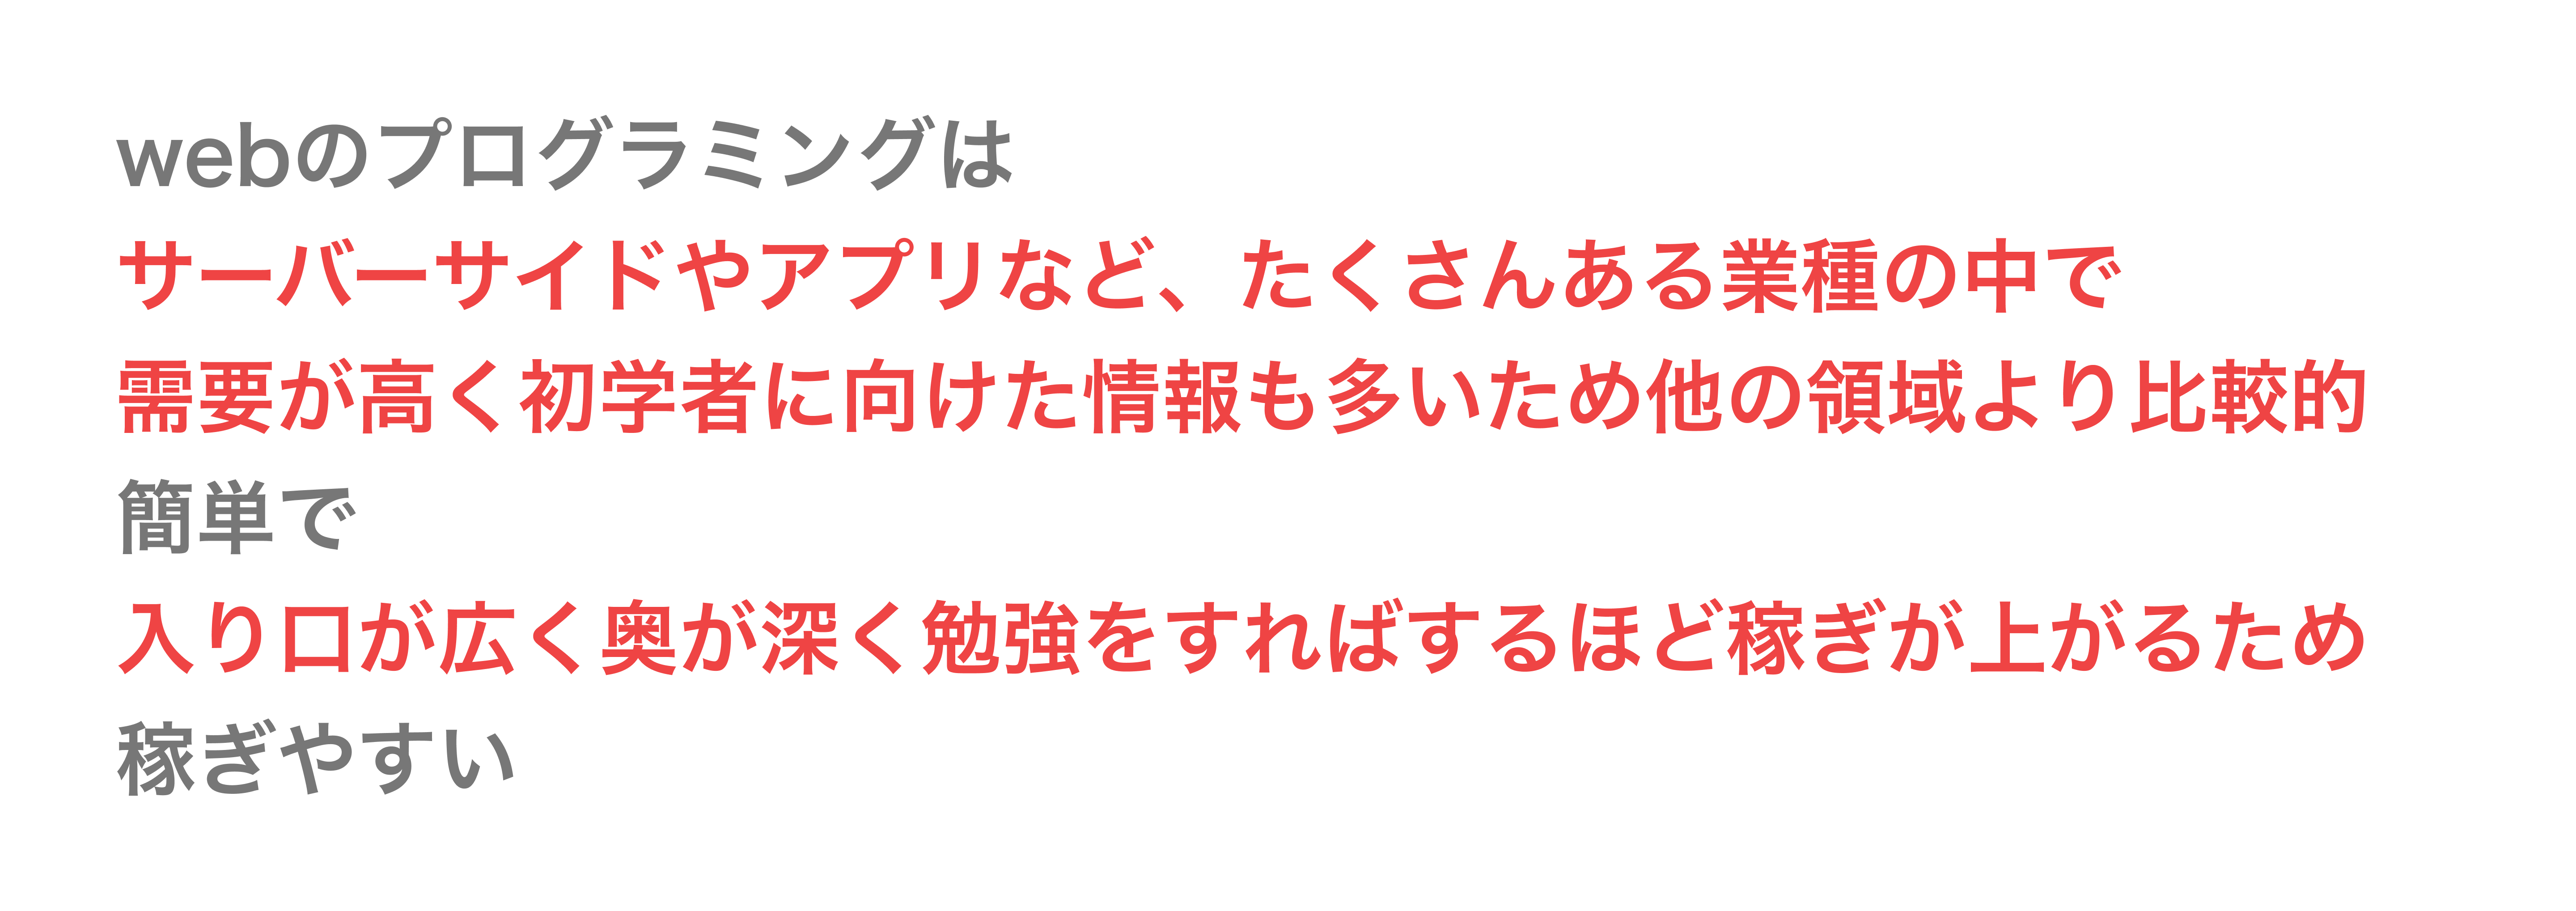 webのプログラミングは
サーバーサイドやアプリなど、たくさんある業種の中で
需要が高く初学者に向けた情報も多いため他の領域より比較的
簡単で
入り口が広く奥が深く勉強をすればするほど稼ぎが上がるため
稼ぎやすい